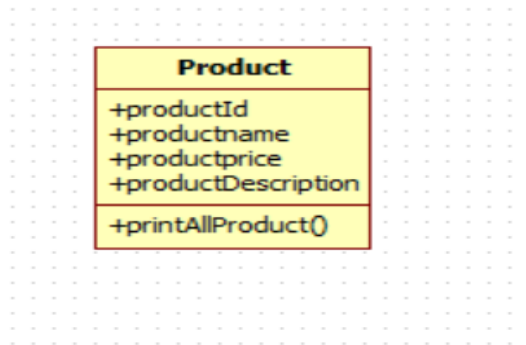 Product
+productId
+productname
+productprice
+productDescription
+printAllProduct()